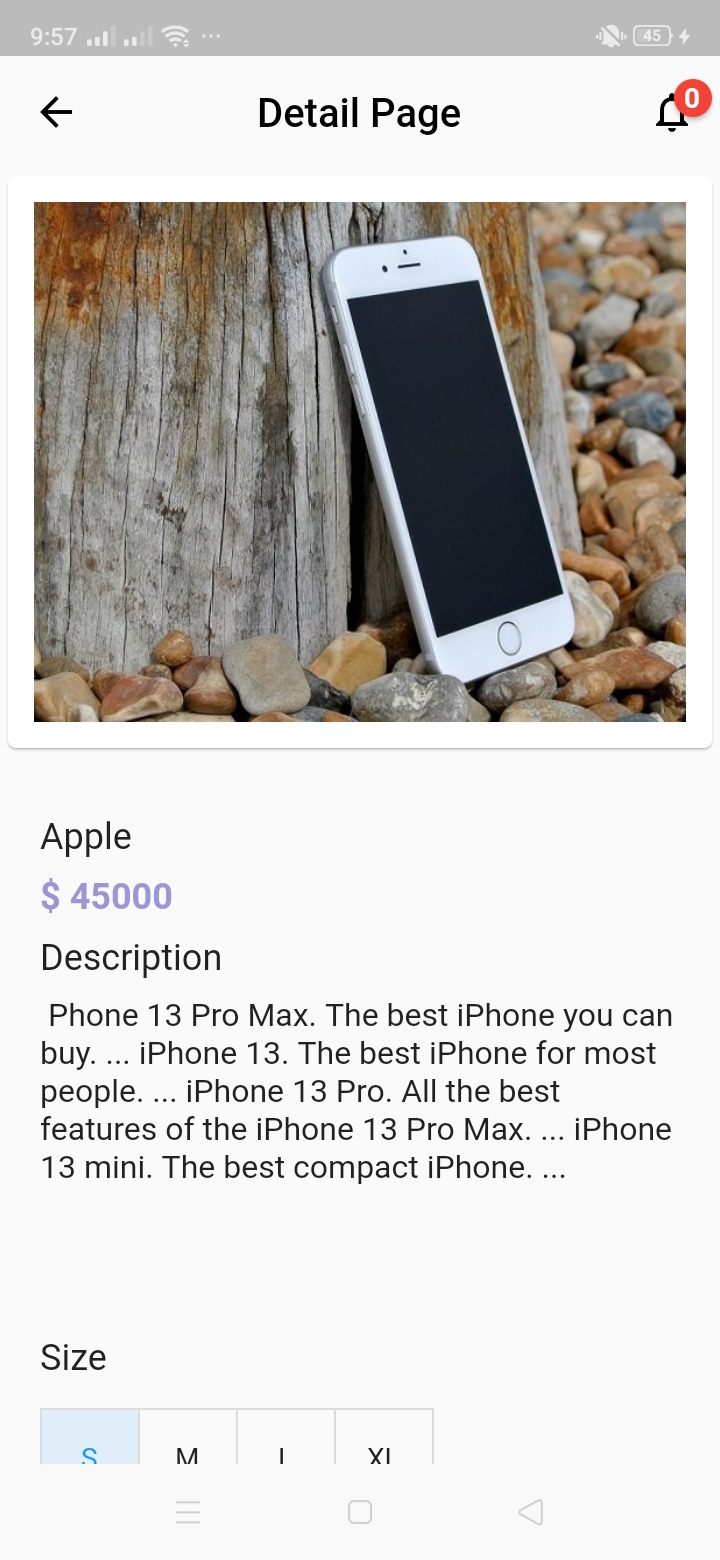 9:57
45
Detail Page
0
Apple
$ 45000
Description
Phone 13 Pro Max. The best iPhone you can
buy. ... iPhone 13. The best iPhone for most
people. ... iPhone 13 Pro. All the best
features of the iPhone 13 Pro Max. ... iPhone
13 mini. The best compact iPhone. ...
Size
S M L XL